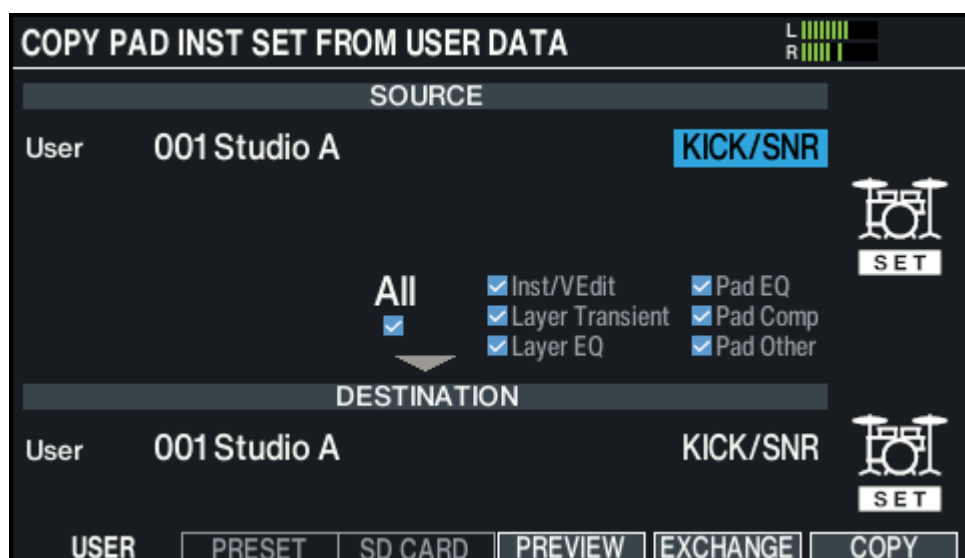 COPY PAD INST SET FROM USER DATA
L
R
SOURCE
User 001 Studio A KICK/SNR
SET
All
Inst/VEdit Pad EQ
Layer Transient Pad Comp
Layer EQ Pad Other
DESTINATION
User 001 Studio A KICK/SNR
SET
USER PRESET SD CARD PREVIEW EXCHANGE COPY